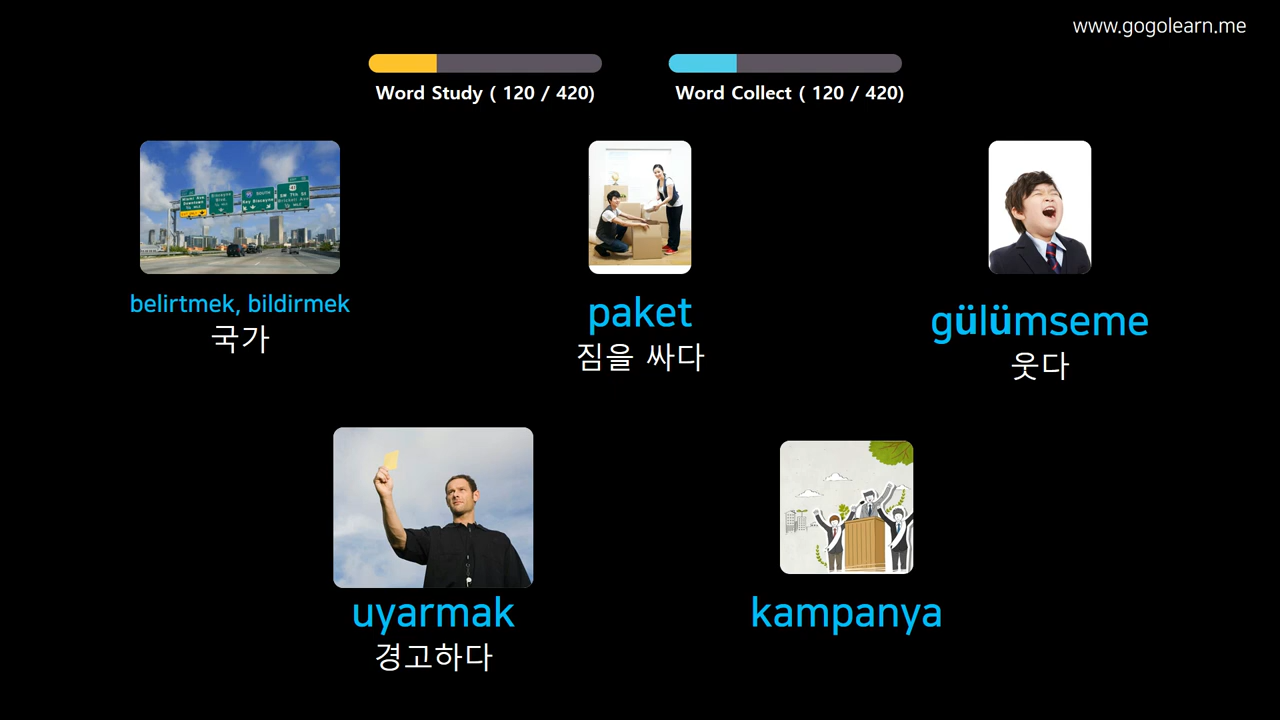 www.gogolearn.me
Word Study ( 120 / 420)
Word Collect ( 120 / 420)
belirtmek, bildirmek
국가
paket
짐을 싸다
gülümseme
웃다
uyarmak
경고하다
kampanya